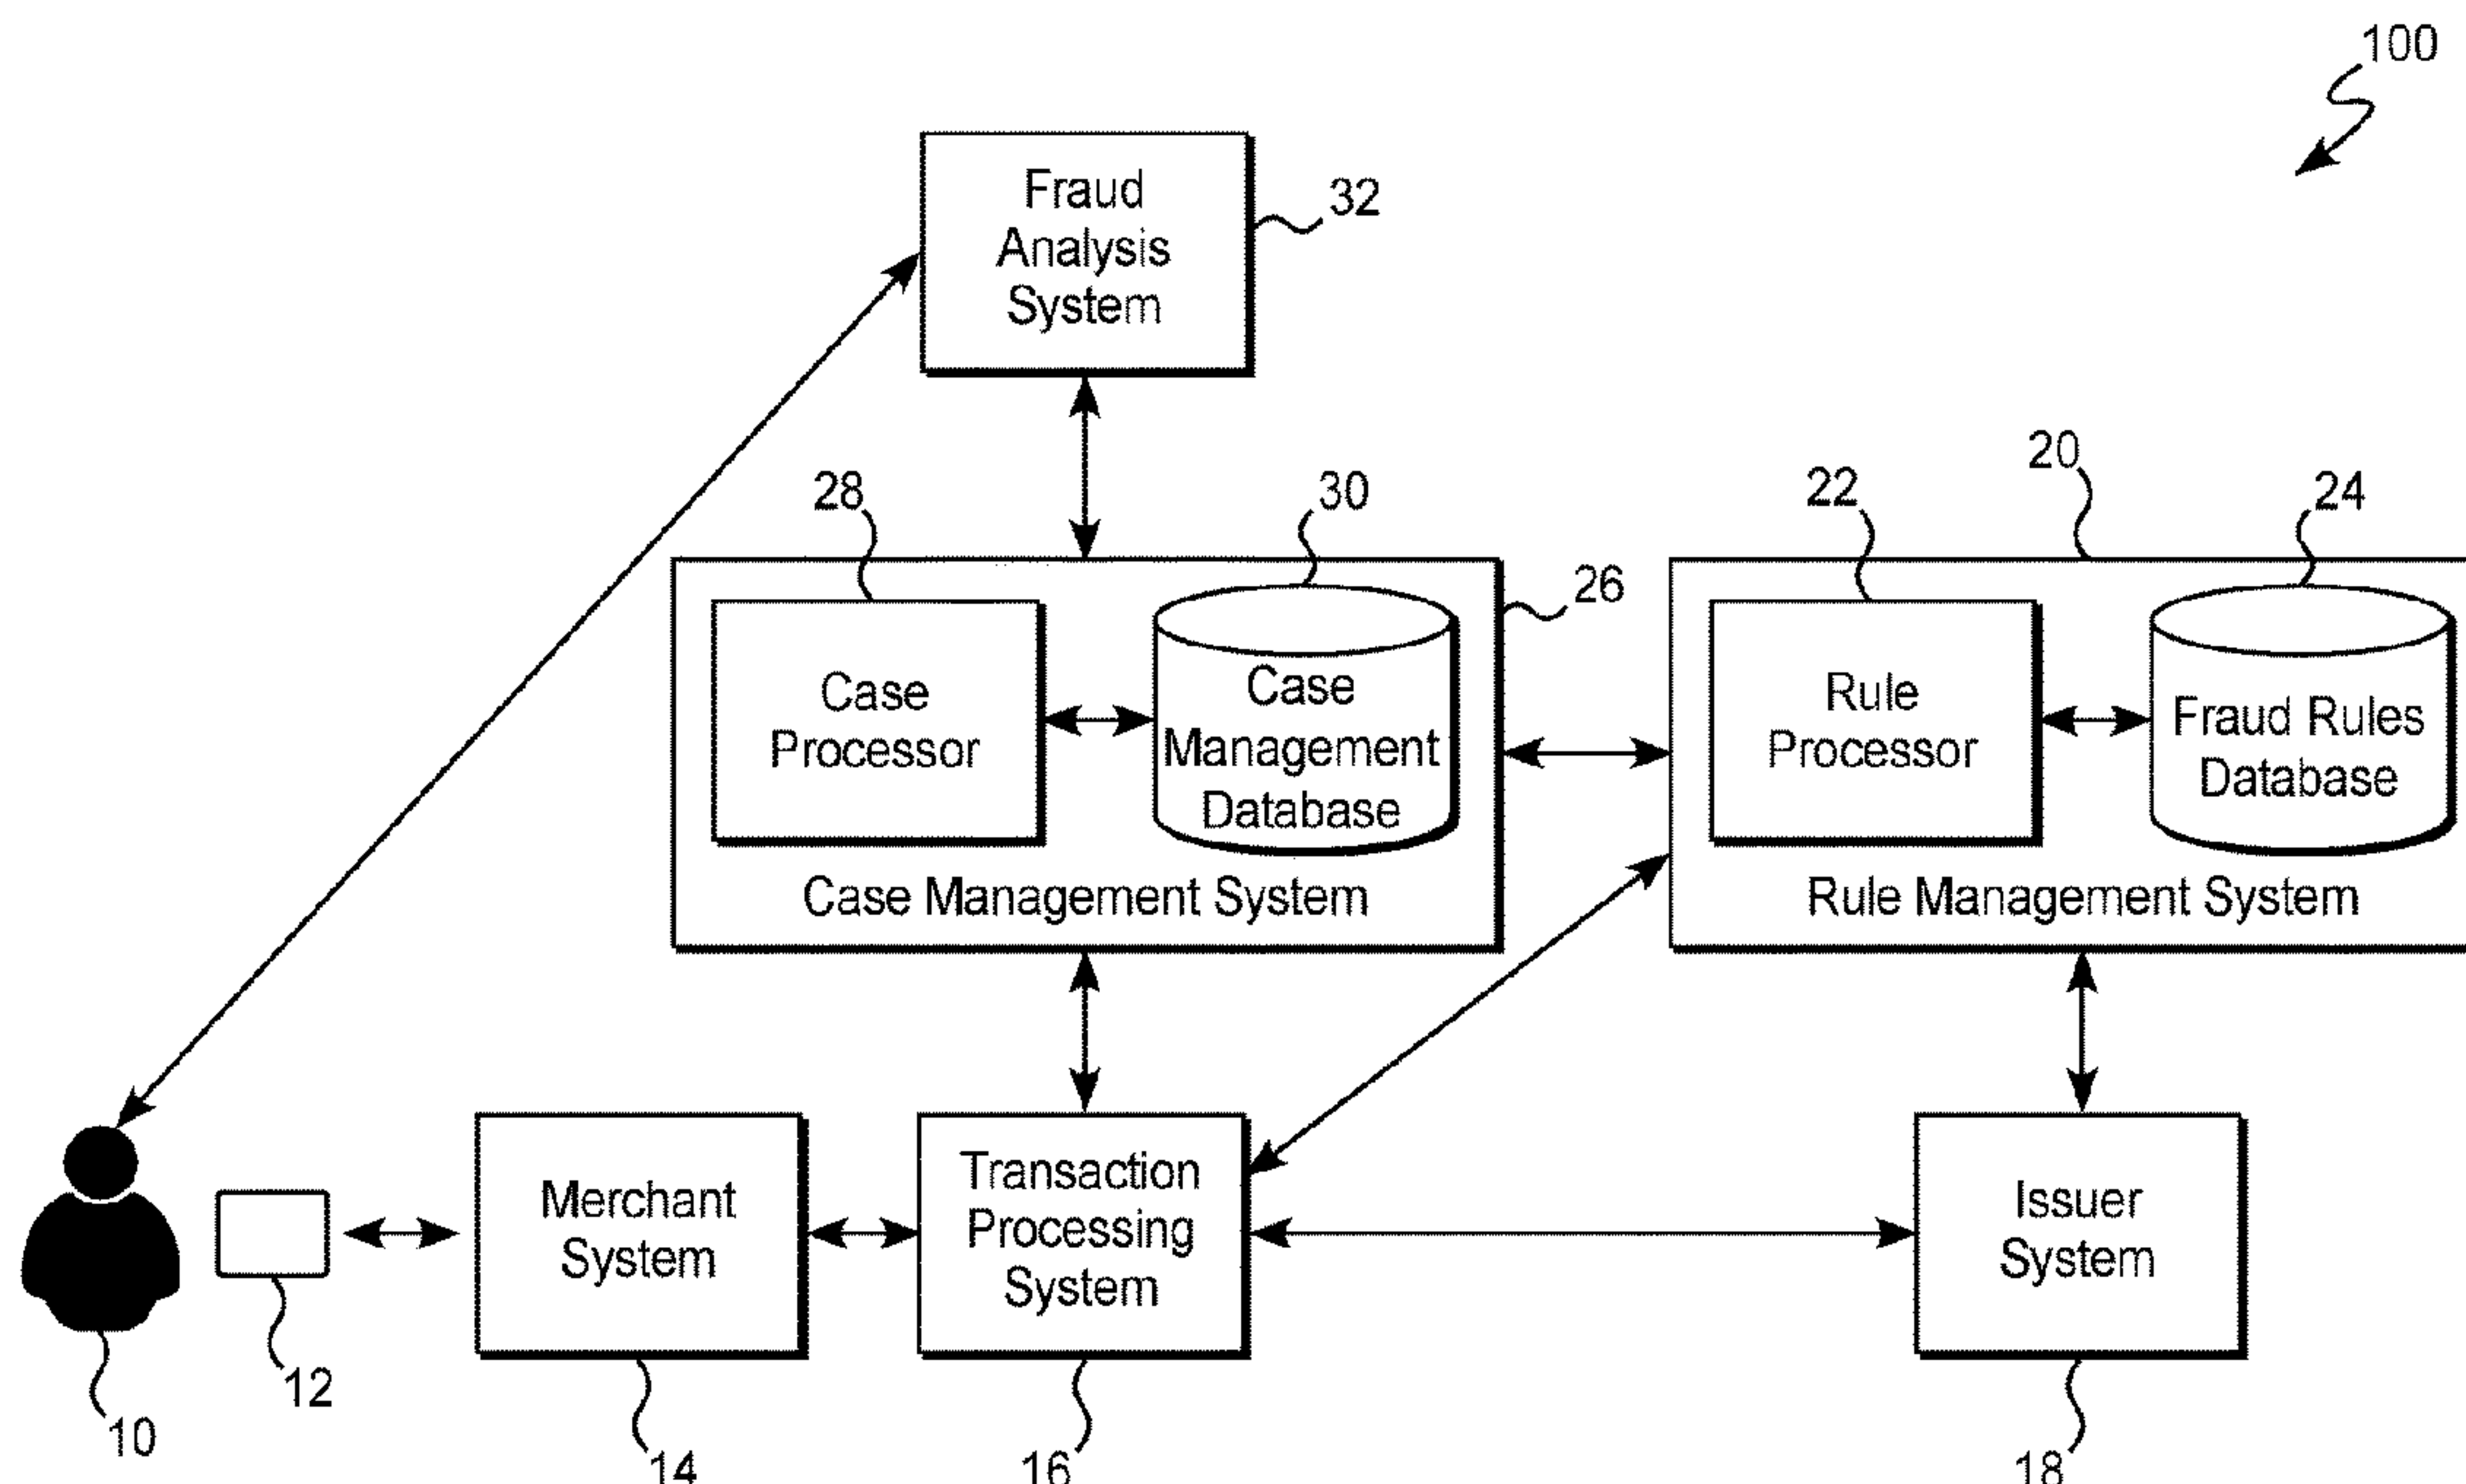 100
Fraud
Analysis
System
32
28
30
26
20
22
24
Case
Processor
Case
Management
Database
Case Management System
Rule
Processor
Fraud Rules
Database
Rule Management System
Merchant
System
Transaction
Processing
System
Issuer
System
10
12
14
16
18